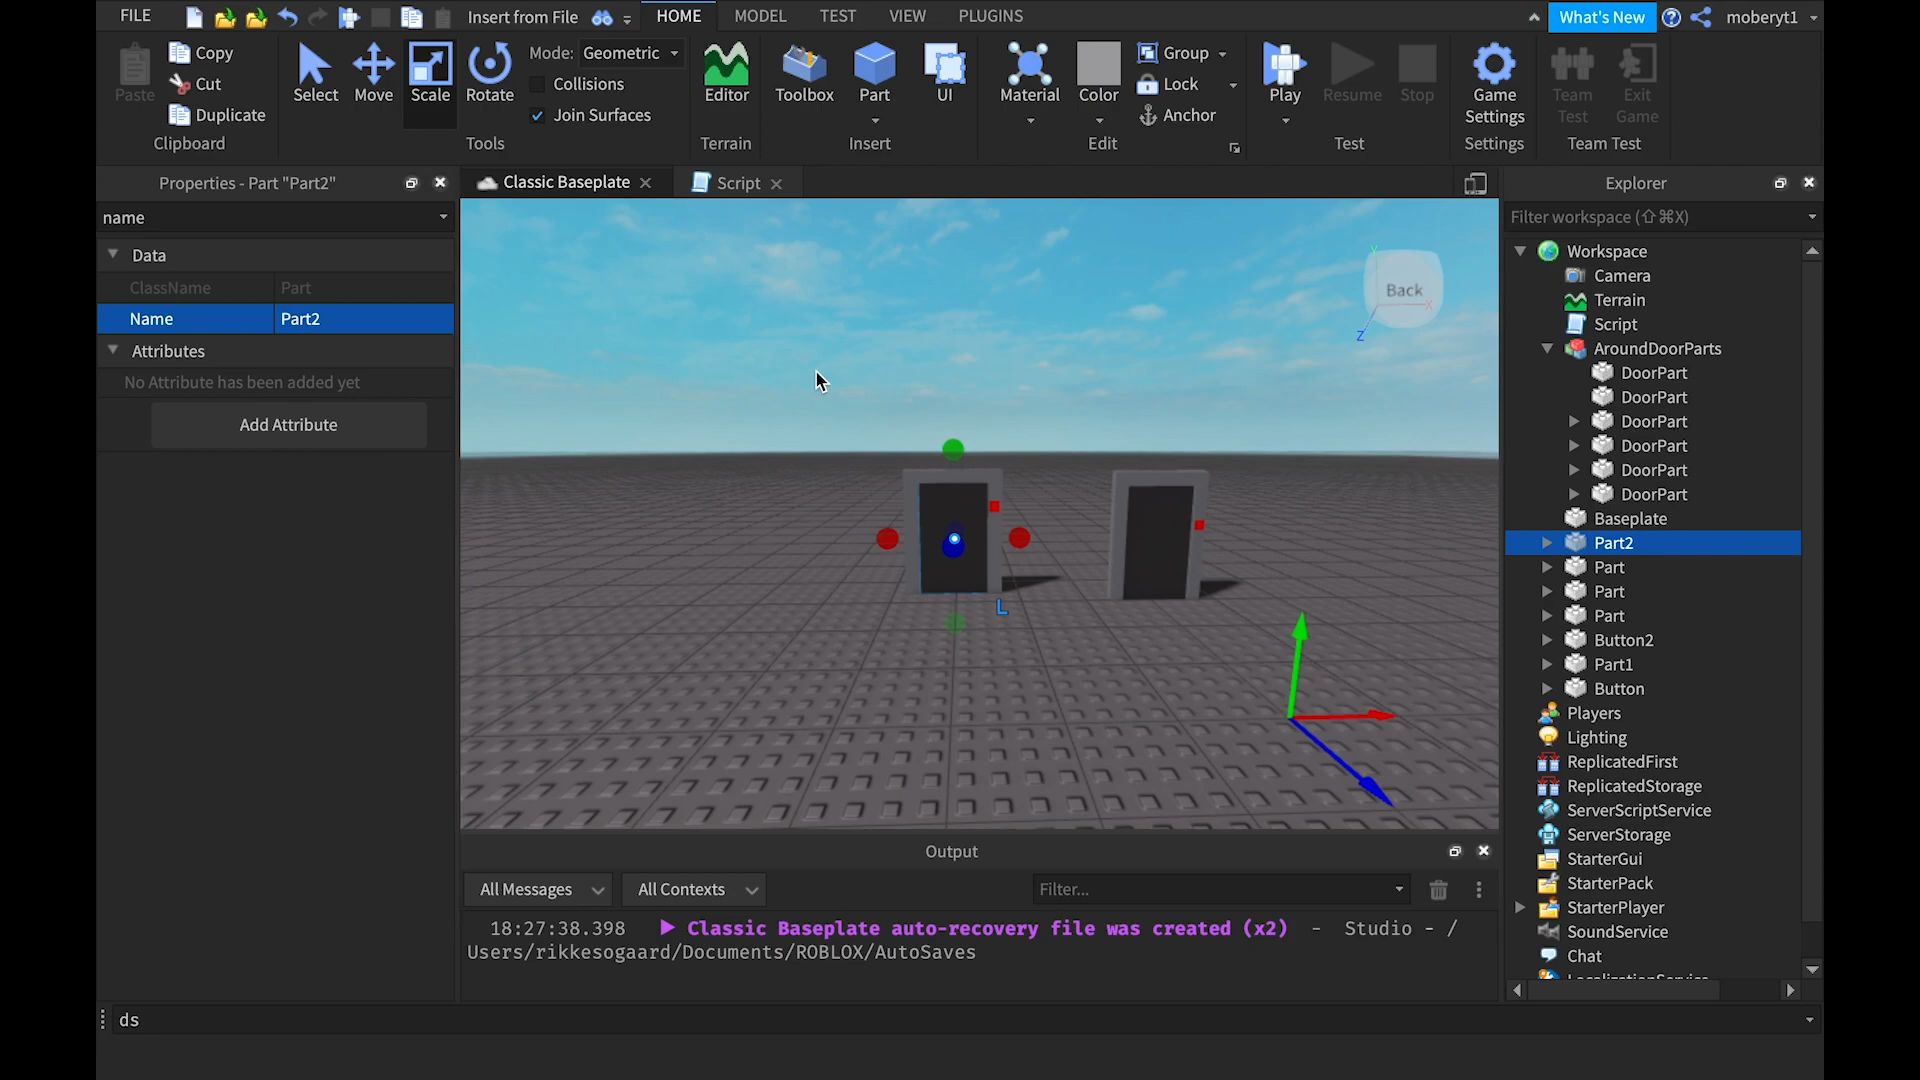 FILE
Insert from File
HOME
MODEL
TEST
VIEW
PLUGINS
What's New
moberyt1
Paste
Copy
Cut
Duplicate
Clipboard
Select
Move
Scale
Rotate
Mode: Geometric
Collisions
Join Surfaces
Tools
Editor
Terrain
Toolbox
Part
UI
Insert
Material
Color
Group
Lock
Anchor
Edit
Play
Resume
Stop
Test
Game
Settings
Settings
Team
Test
Exit
Game
Team Test
Properties - Part "Part2"
name
Data
ClassName Part
Name Part2
Attributes
No Attribute has been added yet
Add Attribute
Classic Baseplate
Script
Y
Back
X
Z
L
Output
All Messages
All Contexts
Filter...
18:27:38.398 Classic Baseplate auto-recovery file was created (x2) - Studio - /
Users/rikkesogaard/Documents/ROBLOX/AutoSaves
Explorer
Filter workspace (⇧⌘X)
Workspace
Camera
Terrain
Script
AroundDoorParts
DoorPart
DoorPart
DoorPart
DoorPart
DoorPart
DoorPart
Baseplate
Part2
Part
Part
Part
Button2
Part1
Button
Players
Lighting
ReplicatedFirst
ReplicatedStorage
ServerScriptService
ServerStorage
StarterGui
StarterPack
StarterPlayer
SoundService
Chat
ds